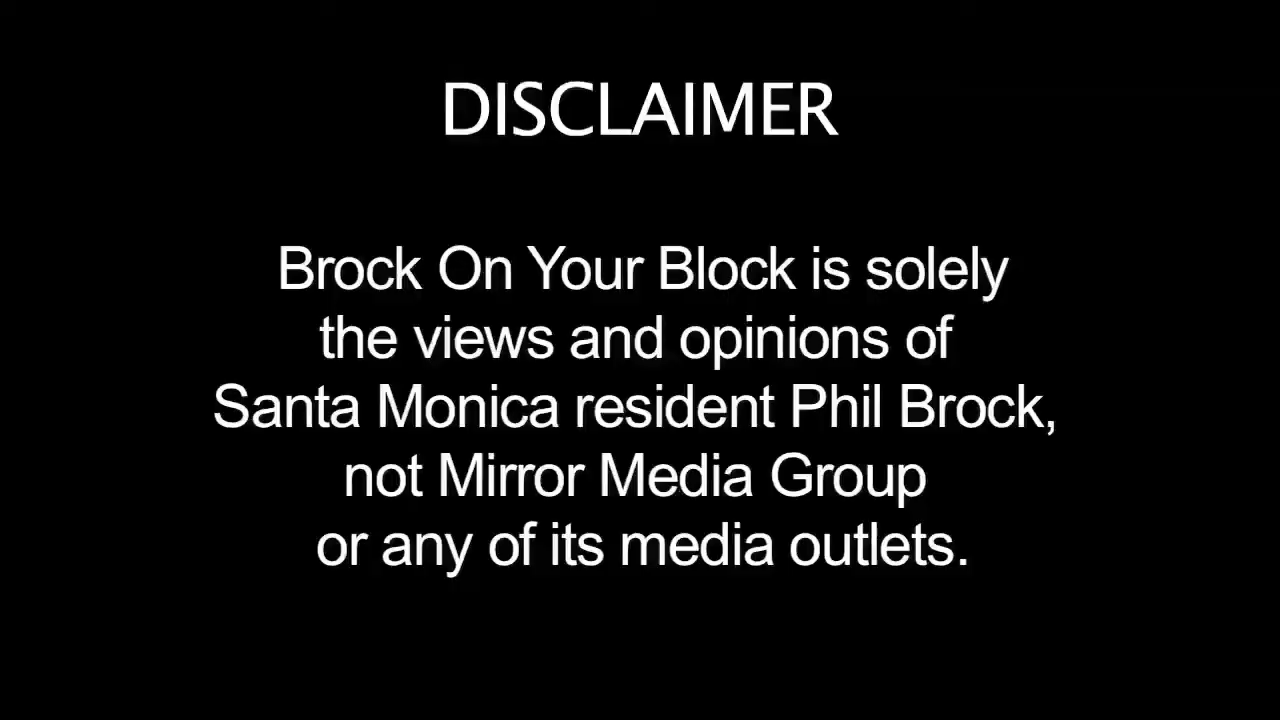 DISCLAIMER
Brock On Your Block is solely
the views and opinions of
Santa Monica resident Phil Brock,
not Mirror Media Group
or any of its media outlets.